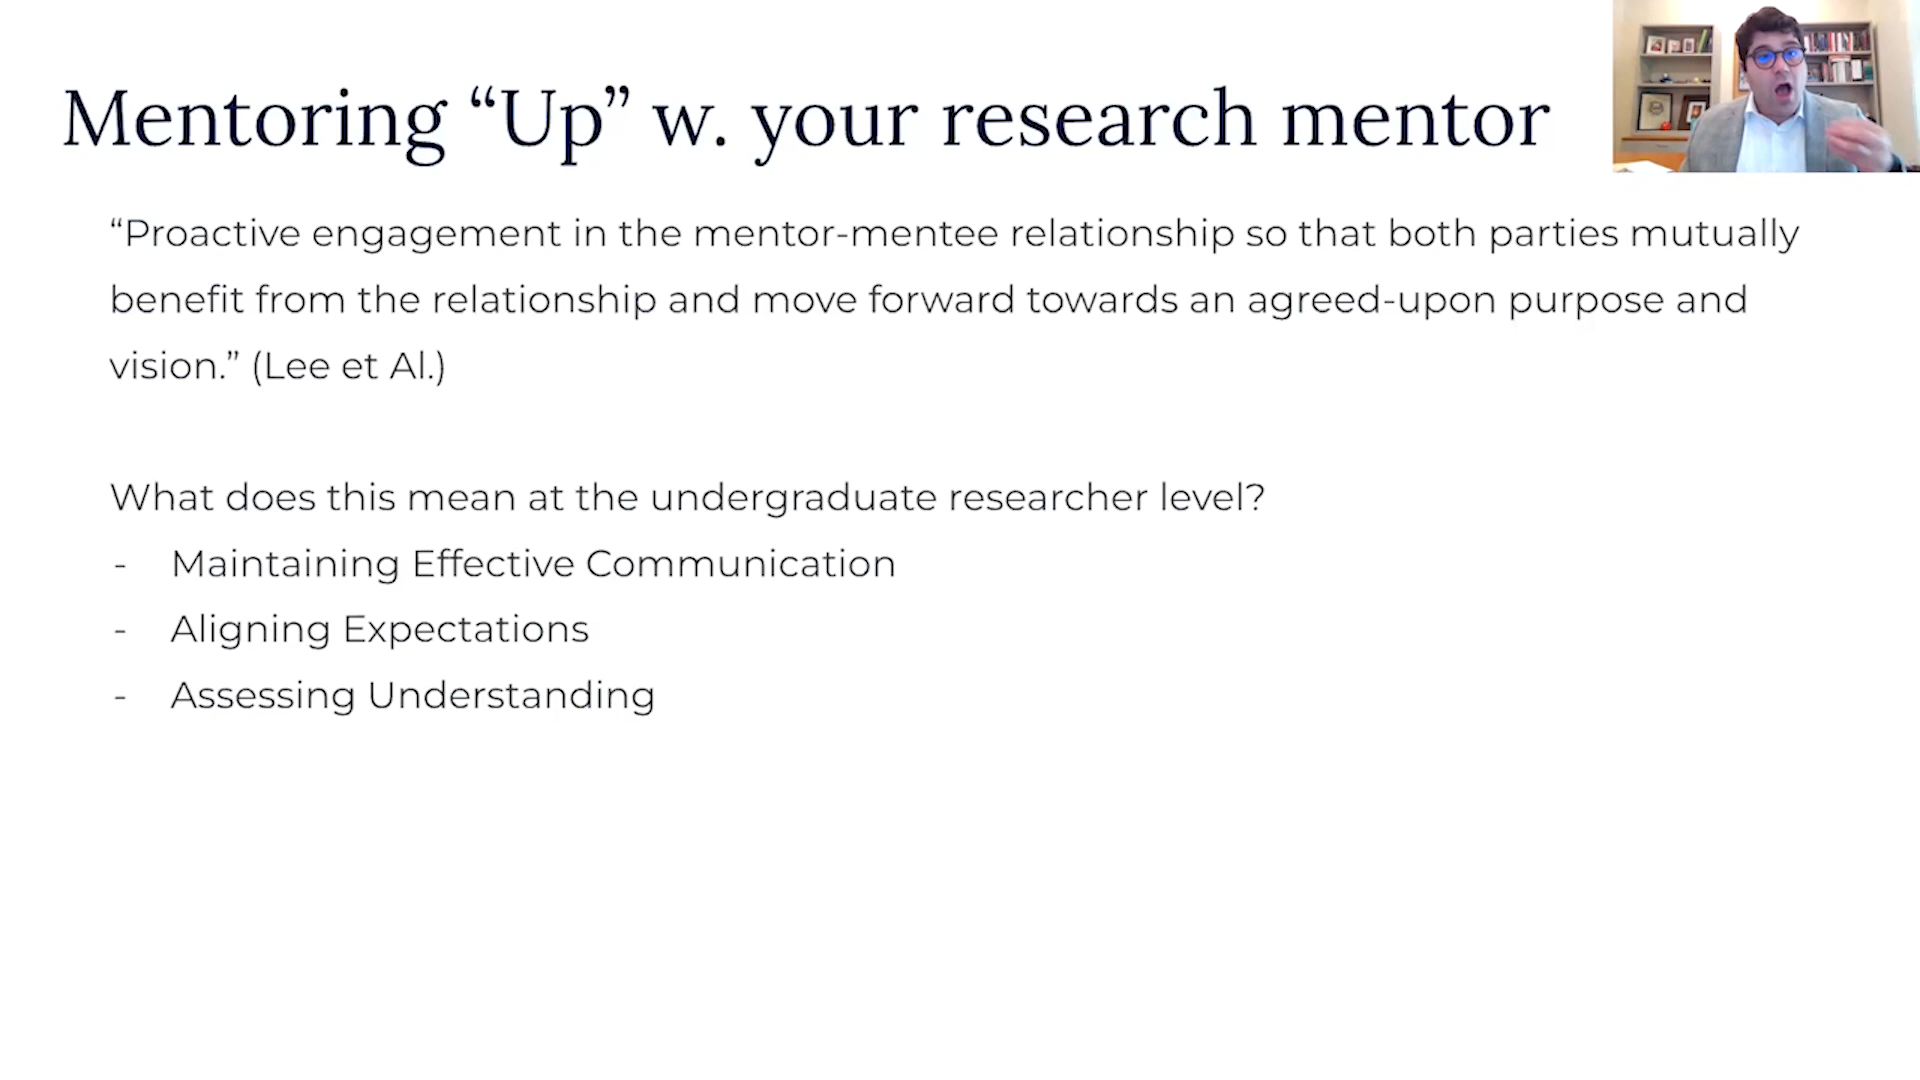 Mentoring “Up” w. your research mentor
“Proactive engagement in the mentor-mentee relationship so that both parties mutually
benefit from the relationship and move forward towards an agreed-upon purpose and
vision.” (Lee et Al.)
What does this mean at the undergraduate researcher level?
- Maintaining Effective Communication
- Aligning Expectations
- Assessing Understanding